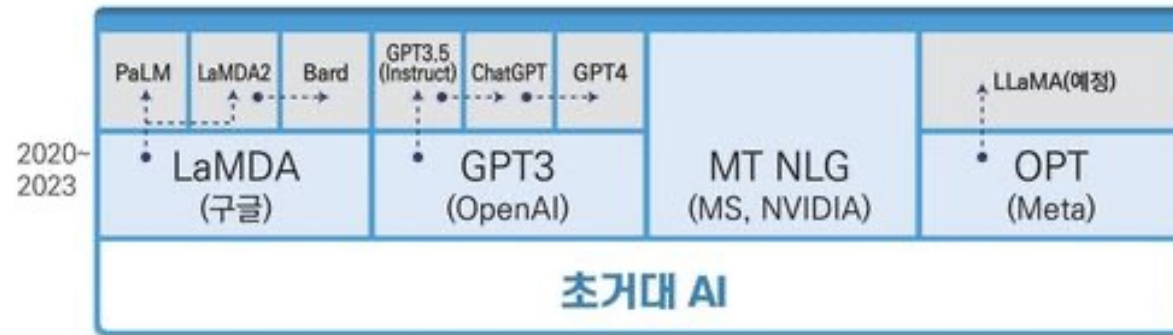 PaLM
LaMDA2
Bard
GPT3.5
(Instruct)
ChatGPT
GPT4
LLaMA(예정)
2020~
2023
LaMDA
(구글)
GPT3
(OpenAI)
MT NLG
(MS, NVIDIA)
OPT
(Meta)
초거대 AI